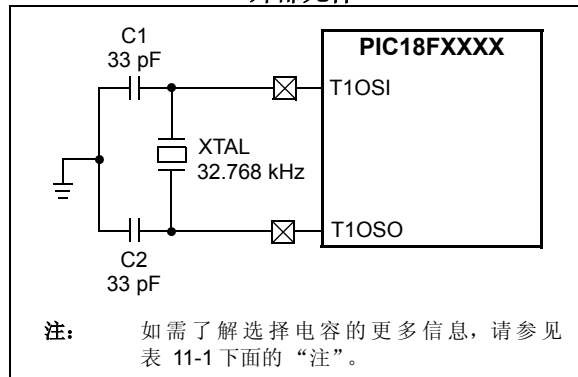 C1
33 pF
PIC18FXXXX
T1OSI
XTAL
32.768 kHz
T1OSO
C2
33 pF
注： 如需了解选择电容的更多信息，请参见
表 11-1 下面的“注”。